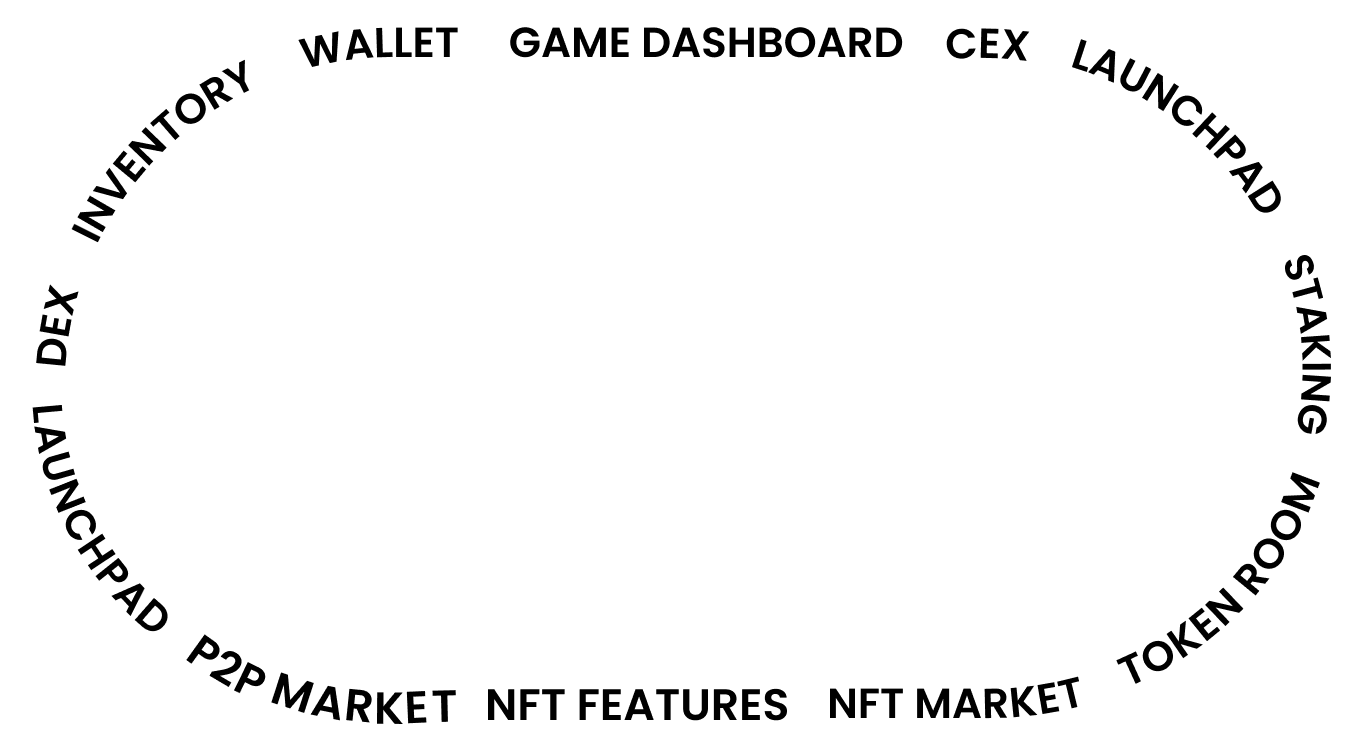 WALLET
GAME DASHBOARD
CEX
LAUNCHPAD
STAKING
TOKEN ROOM
NFT MARKET
NFT FEATURES
P2P MARKET
LAUNCHPAD
DEX
INVENTORY